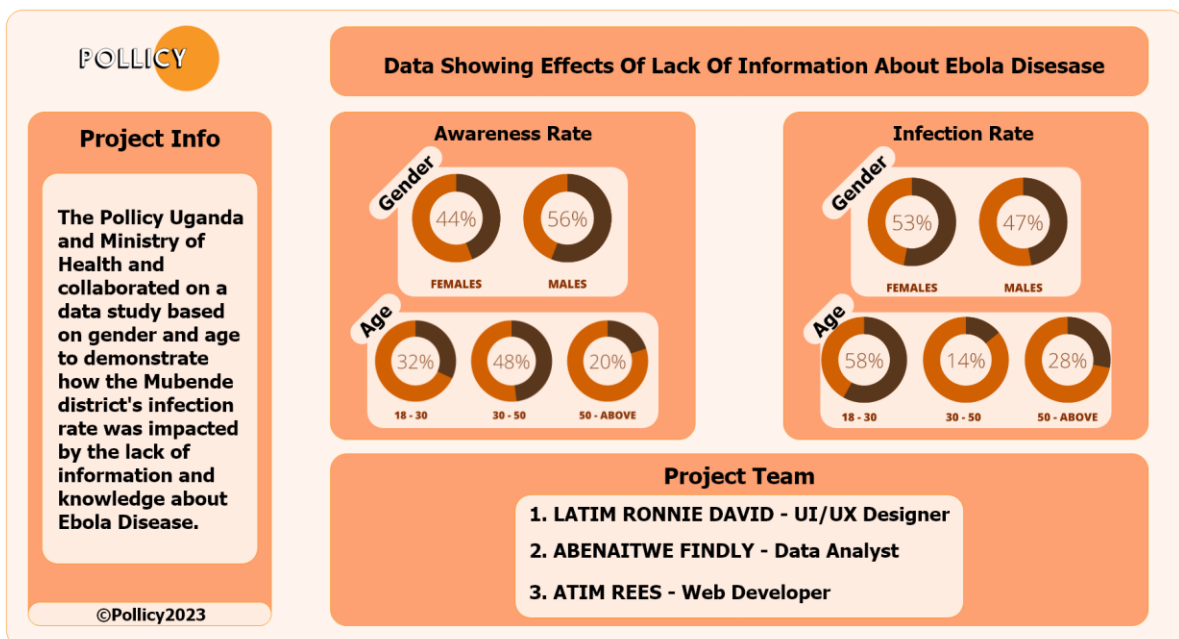 POLLICY
Data Showing Effects Of Lack Of Information About Ebola Disesase
Project Info
The Pollicy Uganda
and Ministry of
Health and
collaborated on a
data study based
on gender and age
to demonstrate
how the Mubende
district's infection
rate was impacted
by the lack of
information and
knowledge about
Ebola Disease.
©Pollicy2023
Awareness Rate
Gender
44%
56%
FEMALES
MALES
Age
32%
48%
20%
18 - 30
30 - 50
50 - ABOVE
Infection Rate
Gender
53%
47%
FEMALES
MALES
Age
58%
14%
28%
18 - 30
30 - 50
50 - ABOVE
Project Team
1. LATIM RONNIE DAVID - UI/UX Designer
2. ABENAITWE FINDLY - Data Analyst
3. ATIM REES - Web Developer